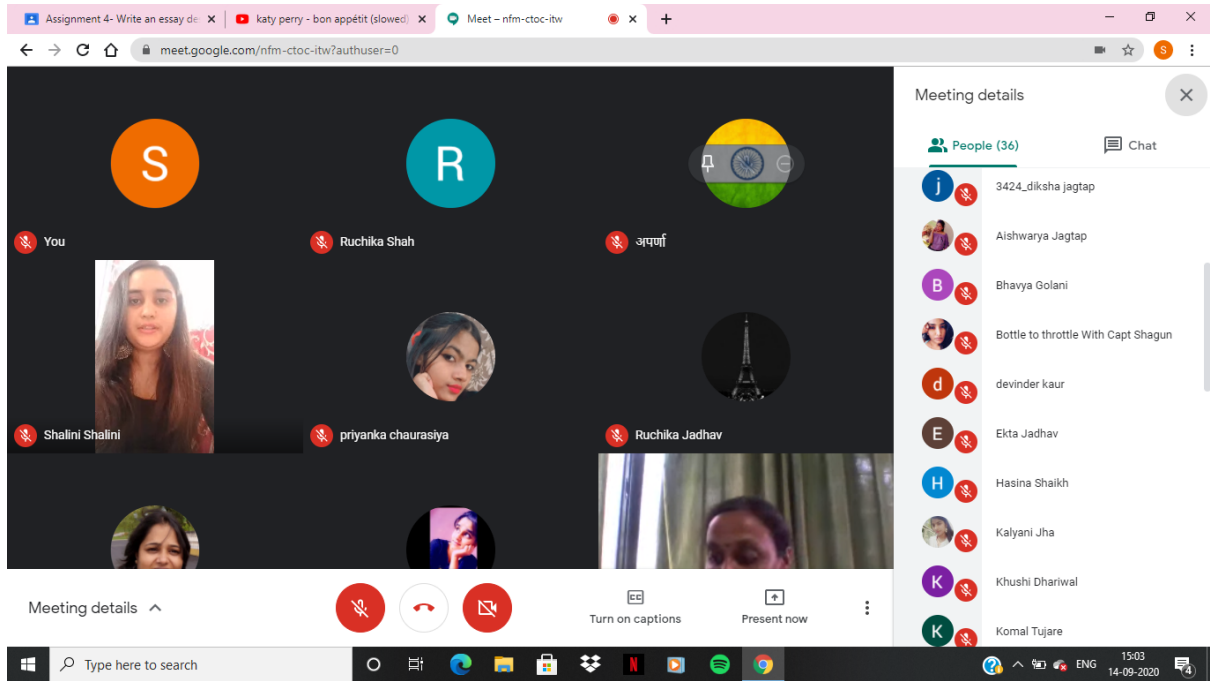 Assignment 4- Write an essay de
katy perry - bon appétit (slowed)
Meet – nfm-ctoc-itw
meet.google.com/nfm-ctoc-itw?authuser=0
S
S
R
You
Ruchika Shah
अपर्णा
Shalini Shalini
priyanka chaurasiya
Ruchika Jadhav
Meeting details
People (36)
Chat
j
3424_diksha jagtap
Aishwarya Jagtap
B
Bhavya Golani
Bottle to throttle With Capt Shagun
d
devinder kaur
E
Ekta Jadhav
H
Hasina Shaikh
Kalyani Jha
K
Khushi Dhariwal
K
Komal Tujare
Meeting details
CC
Turn on captions
Present now
Type here to search
N
ENG
15:03
14-09-2020
4